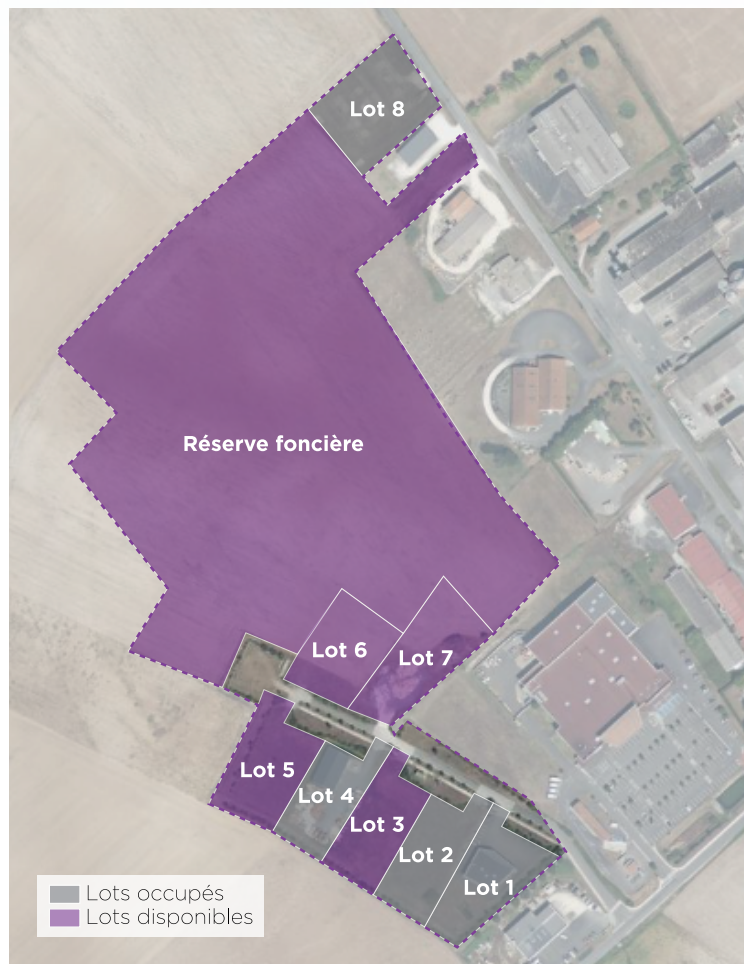 Lot 8
Réserve foncière
Lot 6
Lot 7
Lot 5
Lot 4
Lot 3
Lot 2
Lot 1
Lots occupés
Lots disponibles